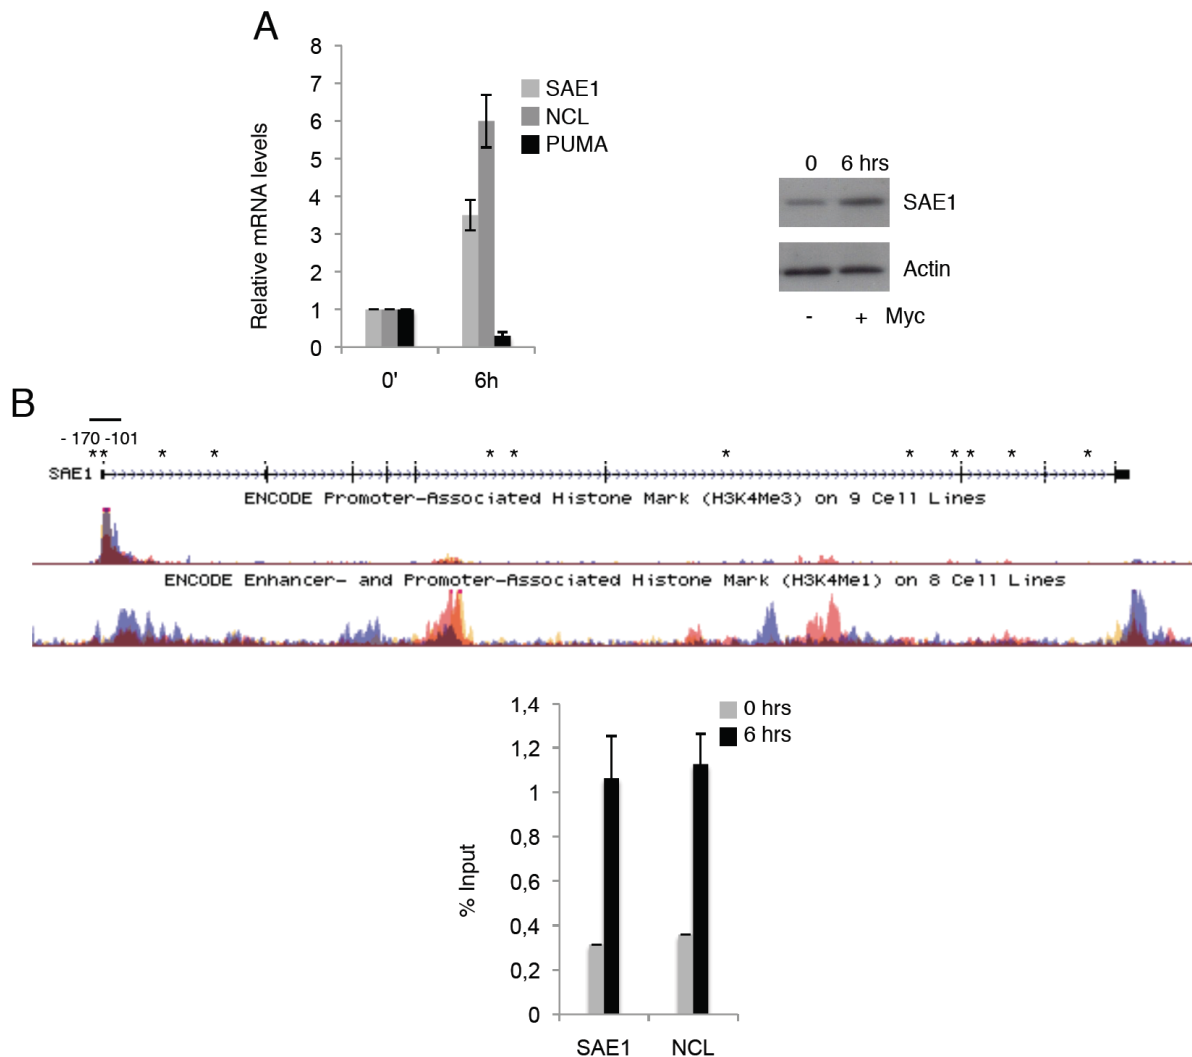 A
8
7
6
5
4
3
2
1
0
Relative mRNA levels
0'
6h
SAE1
NCL
PUMA
0 6 hrs
SAE1
Actin
- + Myc
B
- 170 -101
** * * * * * * ** * *
SAE1
ENCODE Promoter-Associated Histone Mark (H3K4Me3) on 9 Cell Lines
ENCODE Enhancer- and Promoter-Associated Histone Mark (H3K4Me1) on 8 Cell Lines
1,4
1,2
1
0,8
0,6
0,4
0,2
0
% Input
0 hrs
6 hrs
SAE1
NCL